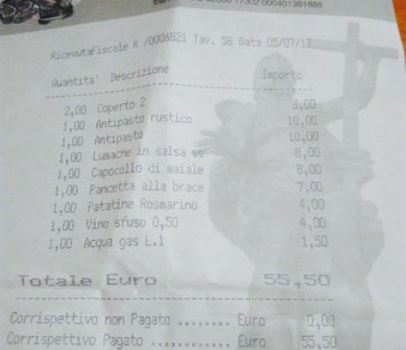 RicevutaFiscale R /0006821 Tav. 5B Data 05/07/17
Quantita' Descrizione Importo
2,00 Coperto 2 3,00
1,00 Antipasto rustico 10,00
1,00 Antipasto 10,00
1,00 Lumache in salsa ss 8,00
1,00 Capocollo di maiale 8,00
1,00 Pancetta alla brace 7,00
1,00 Patatine Rosmarino 4,00
1,00 Vino sfuso 0,50 4,00
1,00 Acqua gas L.1 1,50
Totale Euro 55,50
Corrispettivo non Pagato ........ Euro 0,00
Corrispettivo Pagato ............ Euro 55,50